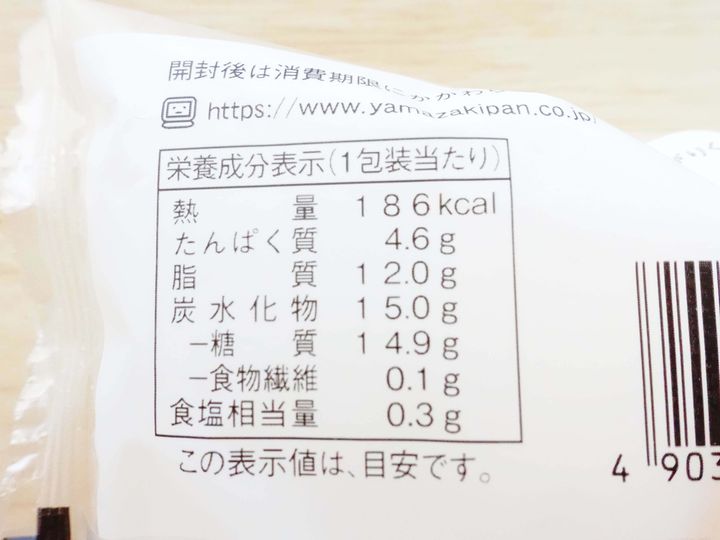 開封後は消費期限にかかわら
https://www.yamazakipan.co.jp/
栄養成分表示(1包装当たり)
熱量 186kcal
たんぱく質 4.6g
脂質 12.0g
炭水化物 15.0g
−糖質 14.9g
−食物繊維 0.1g
食塩相当量 0.3g
この表示値は、目安です。
4 903